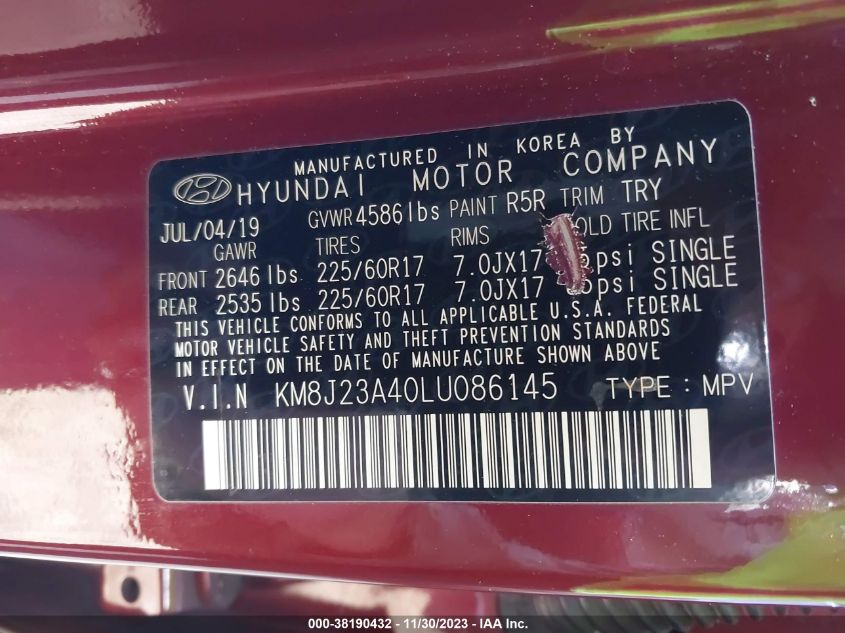 MANUFACTURED IN KOREA BY
HYUNDAI MOTOR COMPANY
JUL/04/19 GVWR 4586 lbs PAINT R5R TRIM TRY
GAWR TIRES RIMS OLD TIRE INFL
FRONT 2646 lbs 225/60R17 7.0JX17 psi SINGLE
REAR 2535 lbs 225/60R17 7.0JX17 psi SINGLE
THIS VEHICLE CONFORMS TO ALL APPLICABLE U.S.A. FEDERAL
MOTOR VEHICLE SAFETY AND THEFT PREVENTION STANDARDS
IN EFFECT ON THE DATE OF MANUFACTURE SHOWN ABOVE
V.I.N KM8J23A40LU086145 TYPE : MPV
000-38190432 - 11/30/2023 - IAA Inc.